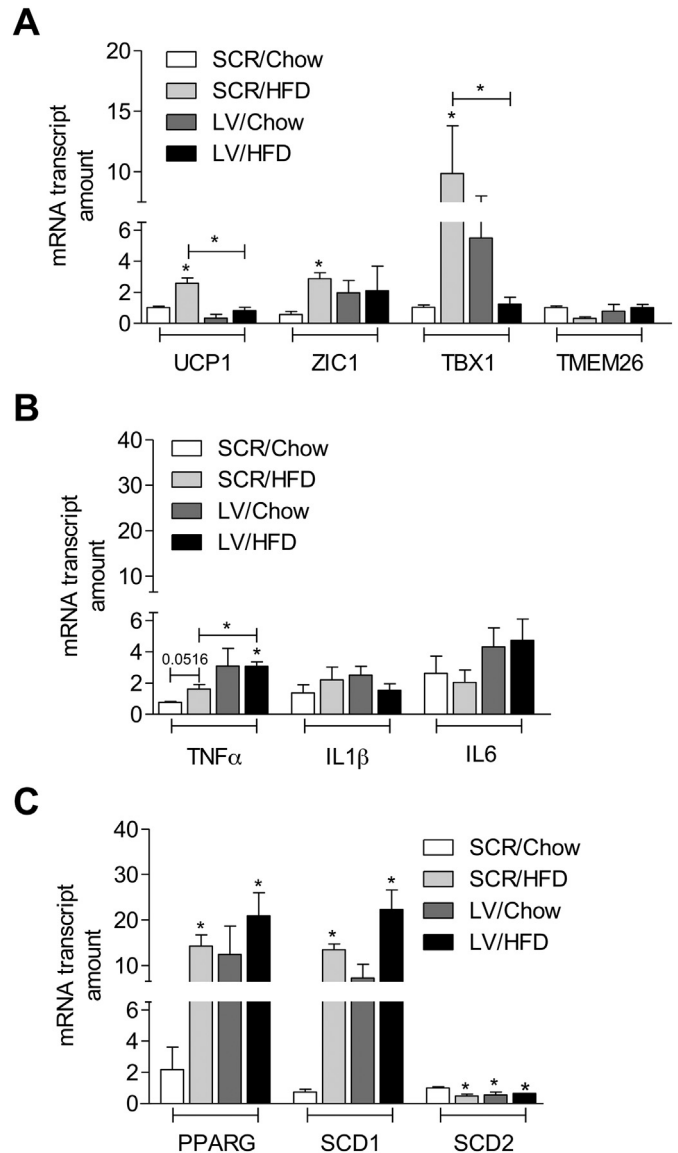 A
mRNA transcript
amount
20
15
10
6
4
2
0
SCR/Chow
SCR/HFD
LV/Chow
LV/HFD
*
*
*
*
*
UCP1 ZIC1 TBX1 TMEM26
B
mRNA transcript
amount
40
30
20
10
6
4
2
0
SCR/Chow
SCR/HFD
LV/Chow
LV/HFD
*
0.0516
*
TNFα IL1β IL6
C
mRNA transcript
amount
40
30
20
10
6
4
2
0
SCR/Chow
SCR/HFD
LV/Chow
LV/HFD
*
*
*
*
*
*
*
PPARG SCD1 SCD2